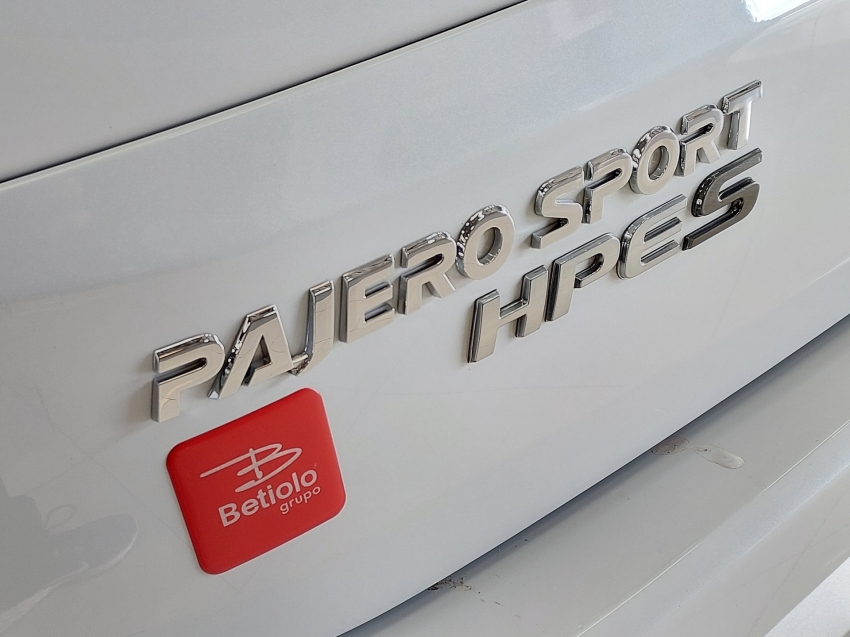 PAJERO SPORT
HPES
B
Betiolo
grupo